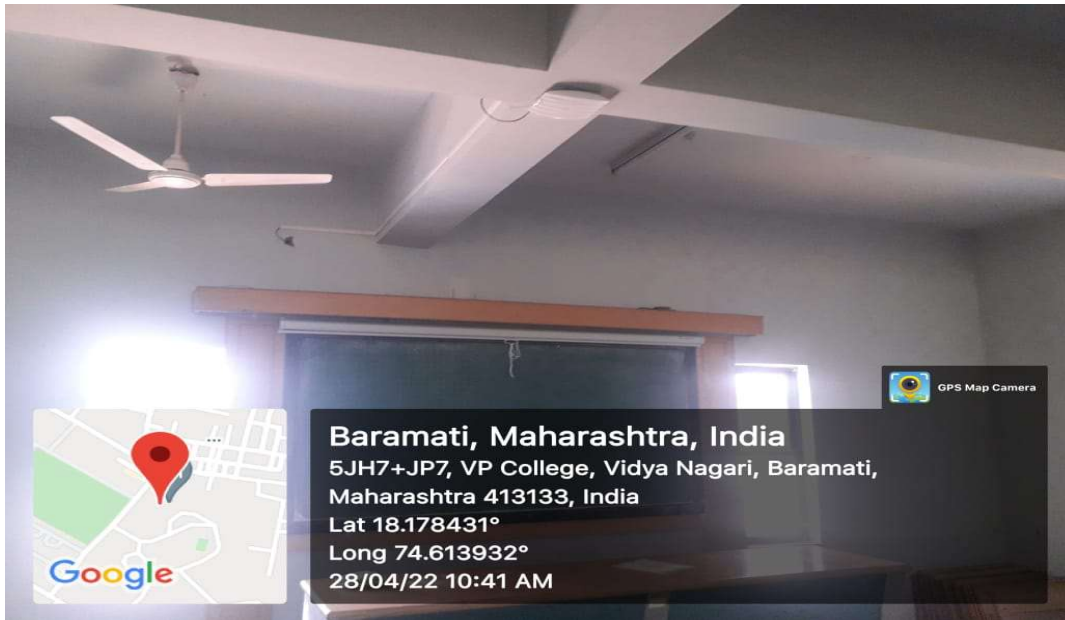 GPS Map Camera
Baramati, Maharashtra, India
5JH7+JP7, VP College, Vidya Nagari, Baramati,
Maharashtra 413133, India
Lat 18.178431°
Long 74.613932°
28/04/22 10:41 AM
Google